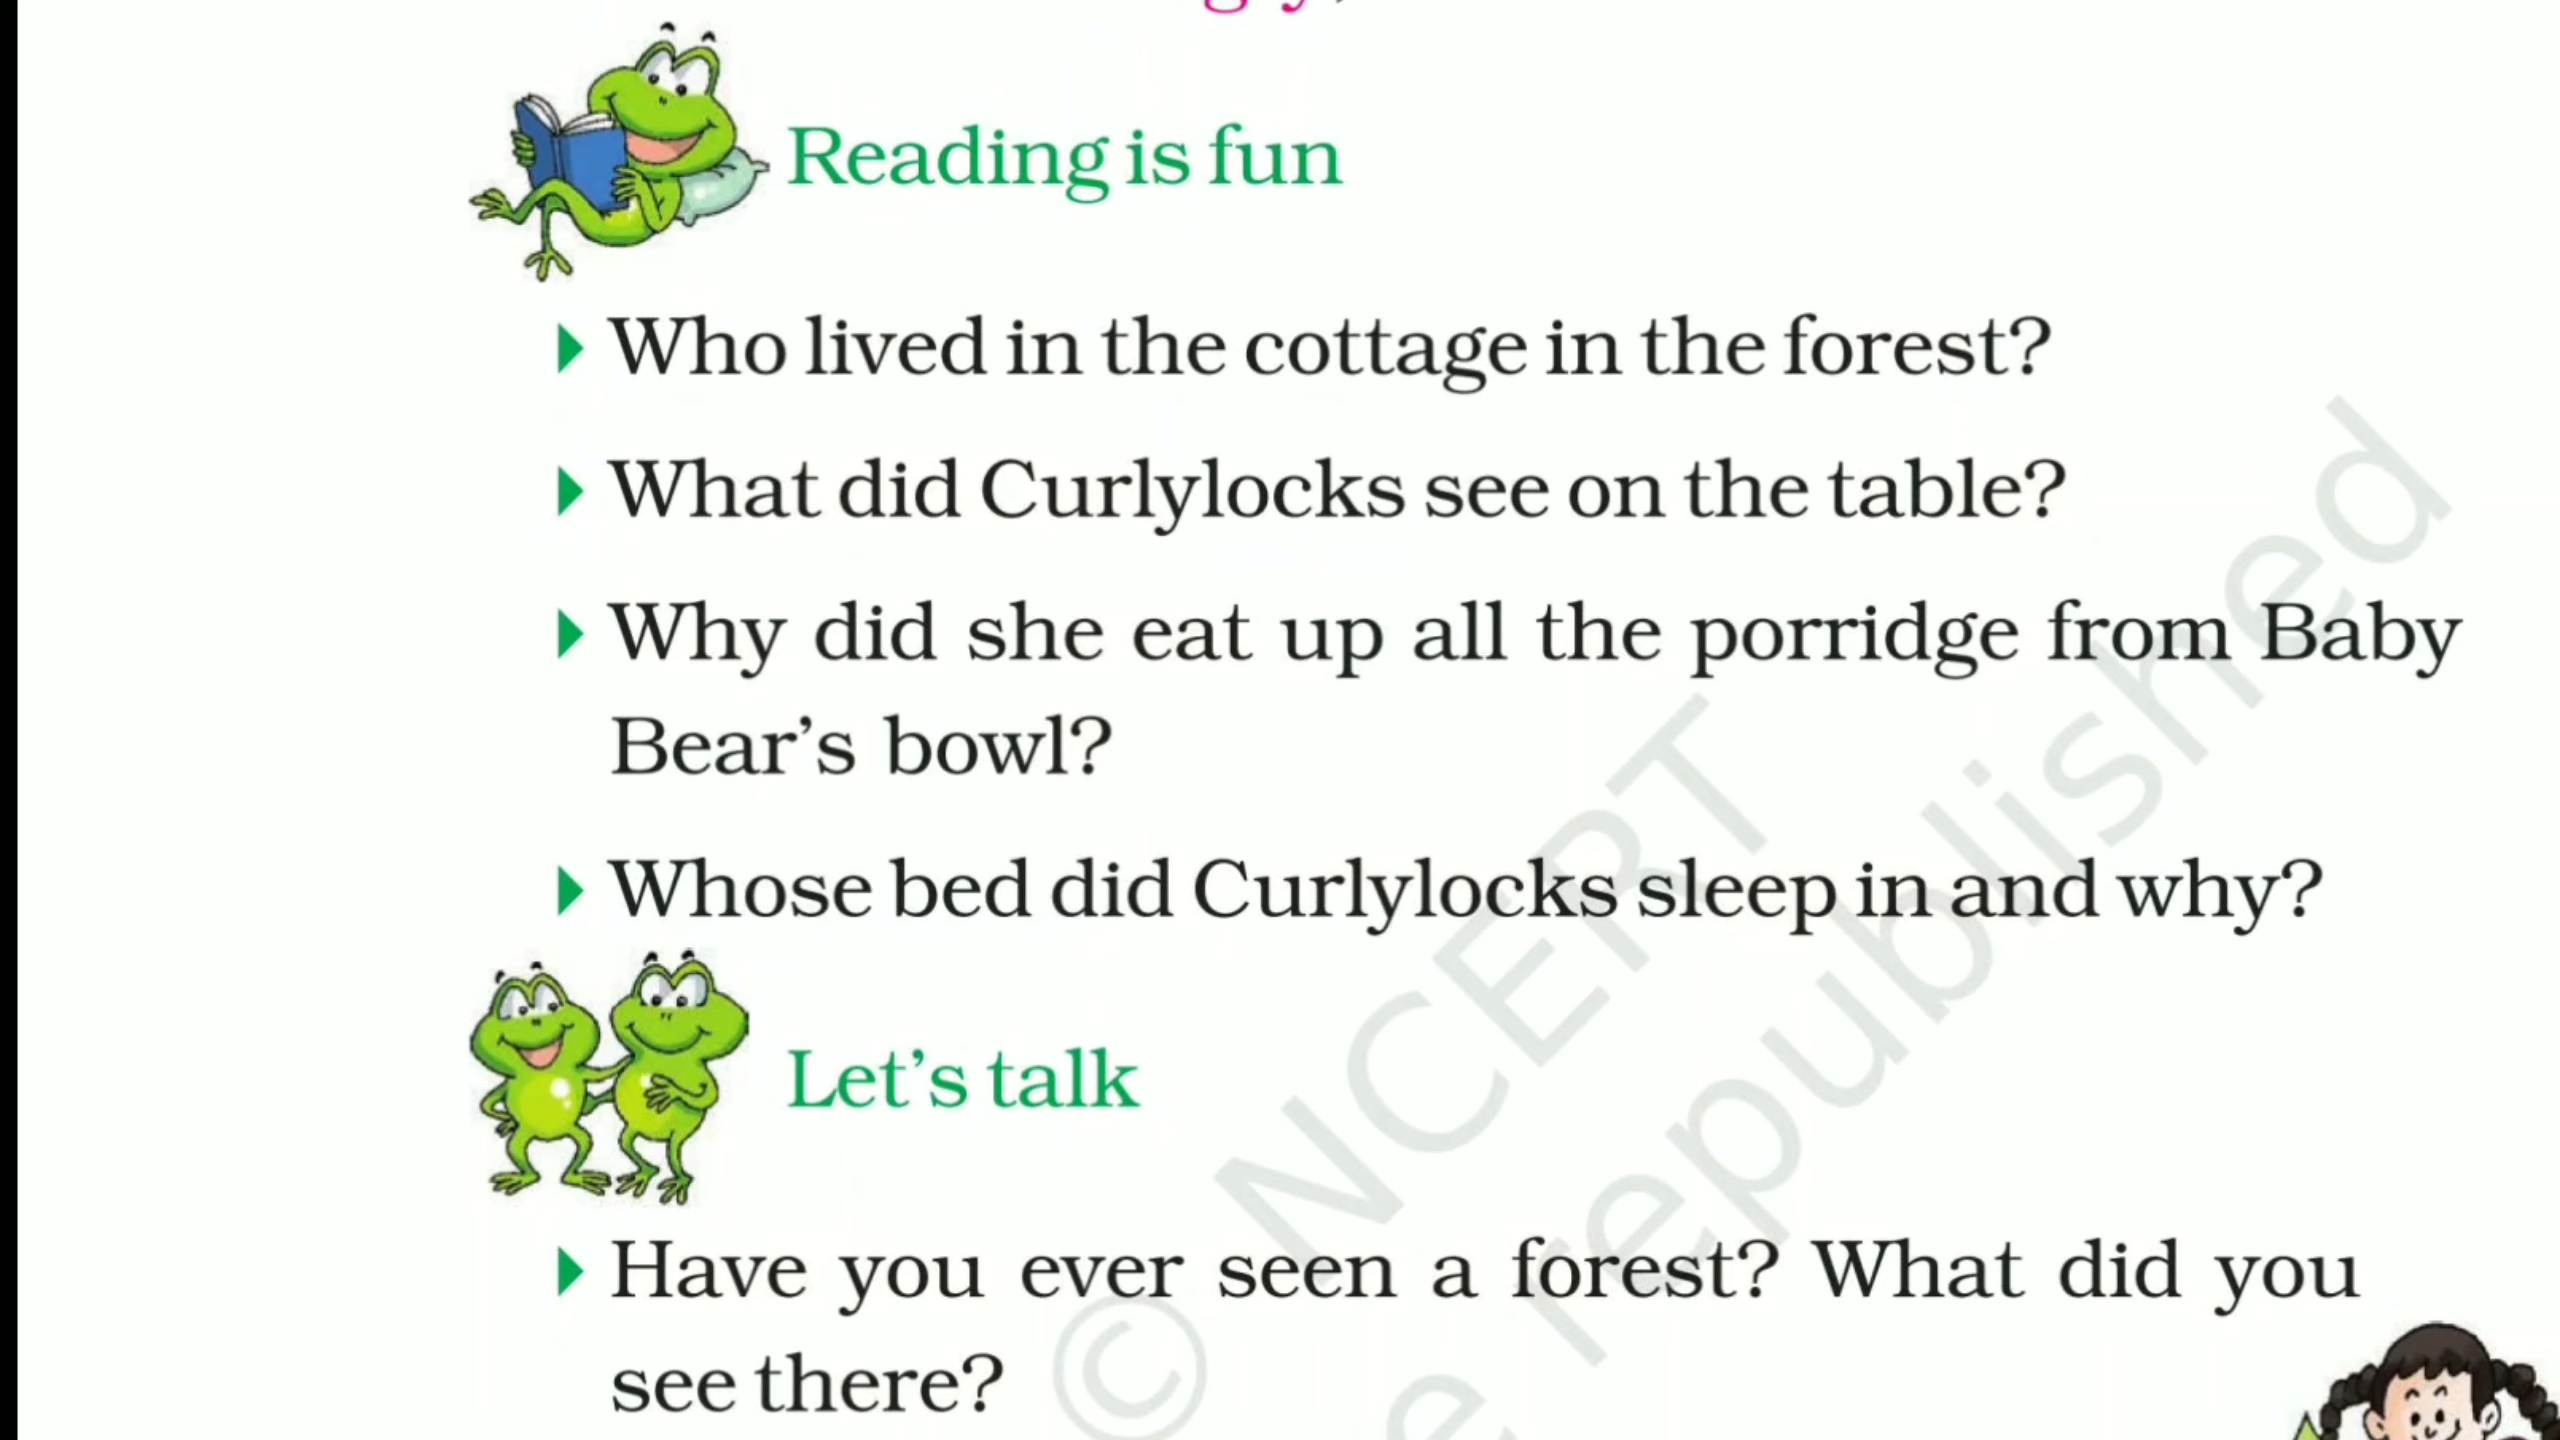 Reading is fun
Who lived in the cottage in the forest?
What did Curlylocks see on the table?
Why did she eat up all the porridge from Baby
Bear’s bowl?
Whose bed did Curlylocks sleep in and why?
Let’s talk
Have you ever seen a forest? What did you
see there?
© NCERT
republished